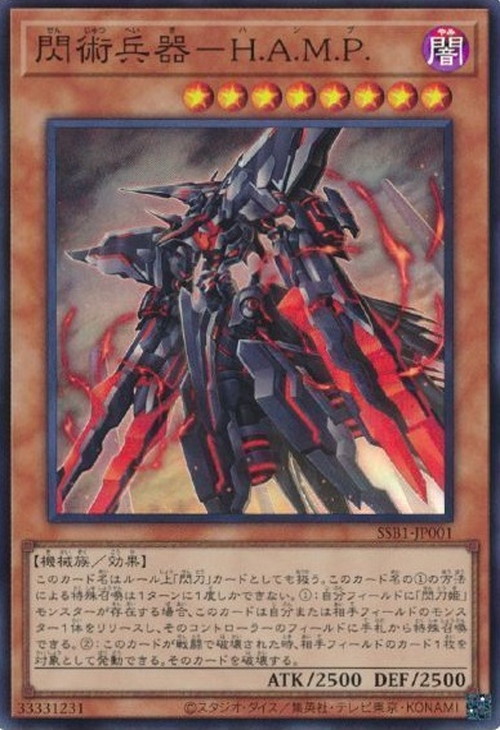 閃術兵器－H.A.M.P.
闇
SSB1-JP001
【機械族／効果】
このカード名はルール上「閃刀」カードとしても扱う。このカード名の①の方法
による特殊召喚は１ターンに１度しかできない。①：自分フィールドに「閃刀姫」
モンスターが存在する場合、このカードは自分または相手フィールドのモンス
ター１体をリリースし、そのコントローラーのフィールドに手札から特殊召喚
できる。②：このカードが戦闘で破壊された時、相手フィールドのカード１枚を
対象として発動できる。そのカードを破壊する。
ATK/2500 DEF/2500
33331231
©スタジオ・ダイス／集英社・テレビ東京・KONAMI